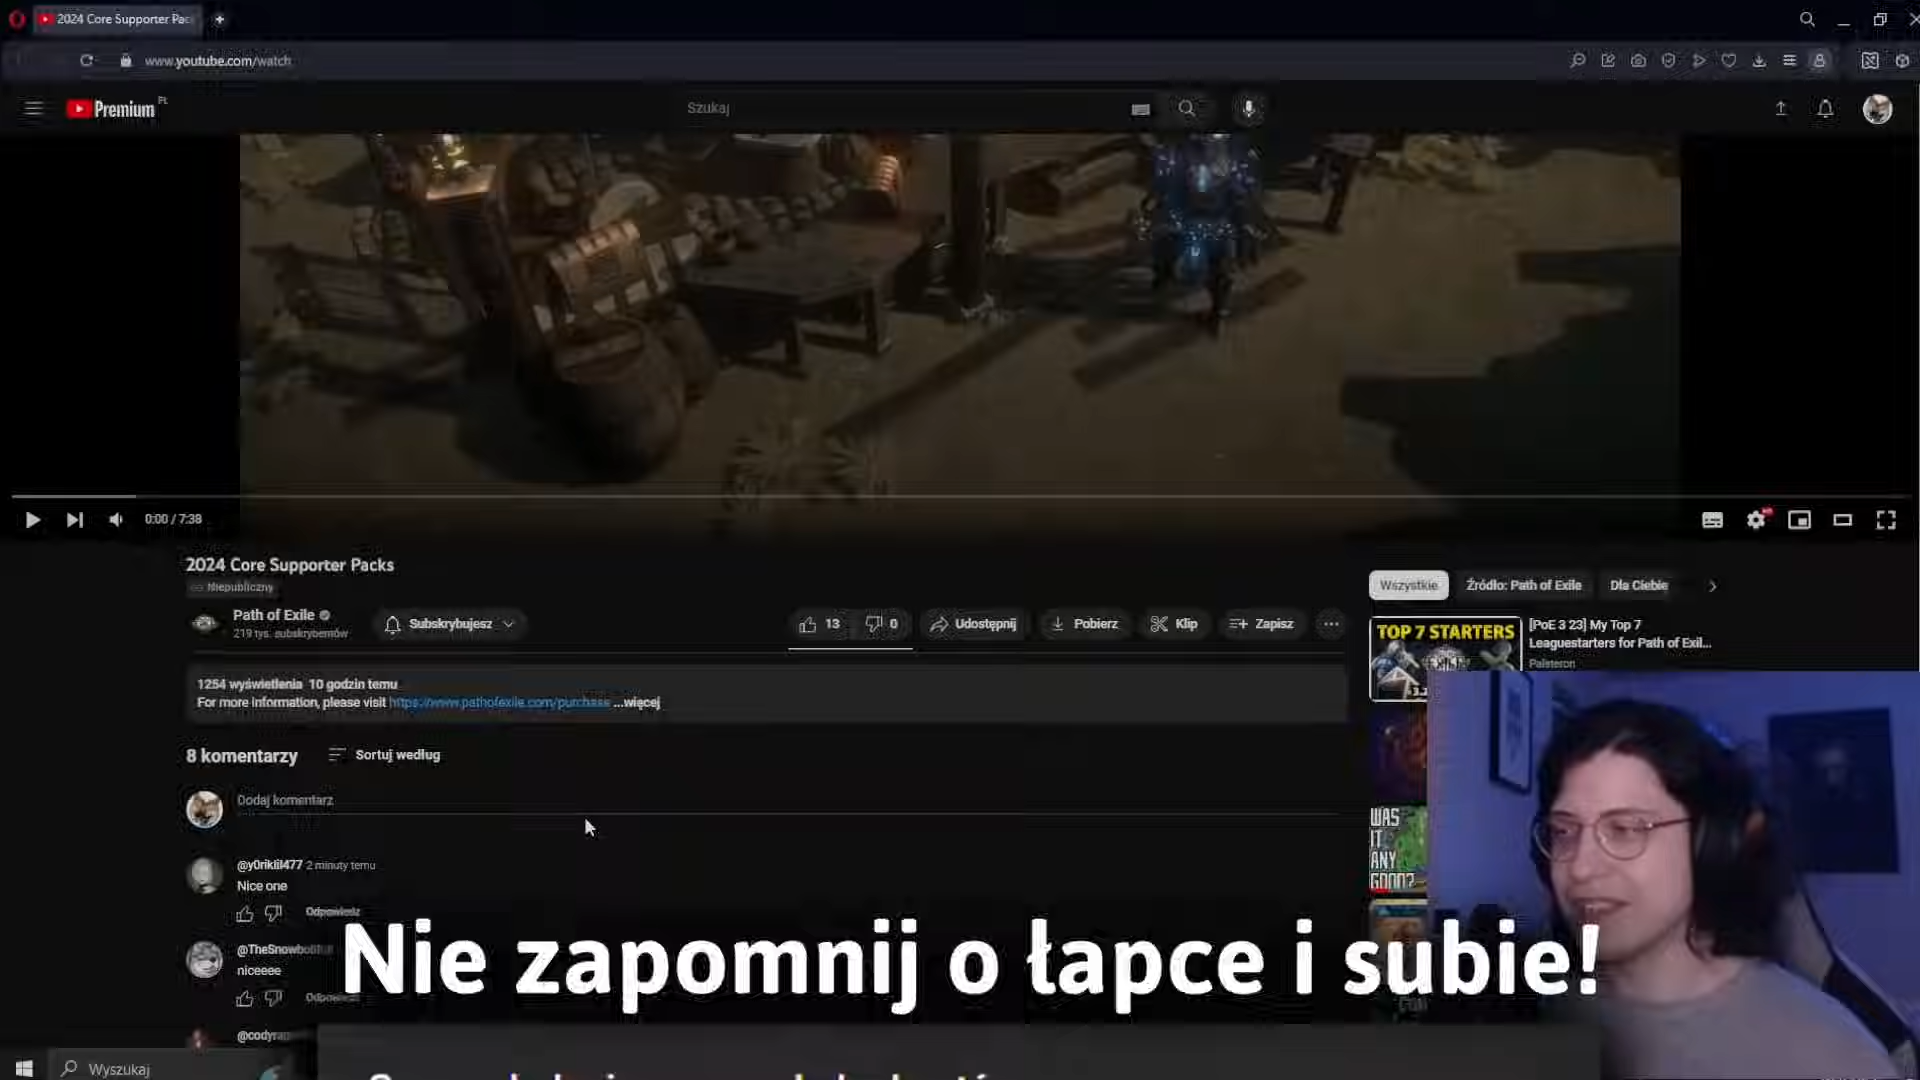 2024 Core Supporter Pac
www.youtube.com/watch
Premium PL
Szukaj
0:00 / 7:38
2024 Core Supporter Packs
Niepubliczny
Path of Exile
219 tys. subskrybentów
Subskrybujesz
13
0
Udostępnij
Pobierz
Klip
Zapisz
Wszystkie
Źródło: Path of Exile
Dla Ciebie
TOP 7 STARTERS
[PoE 3 23] My Top 7
Leaguestarters for Path of Exil...
Palsteron
1254 wyświetlenia 10 godzin temu
For more information, please visit https://www.pathofexile.com/purchase ...więcej
8 komentarzy
Sortuj według
Dodaj komentarz
WAS
IT
ANY
GOOD?
@y0riklil477 2 minuty temu
Nice one
Odpowiedz
niceeee
Odpowiedz
Nie zapomnij o łapce i subie!
Wyszukaj